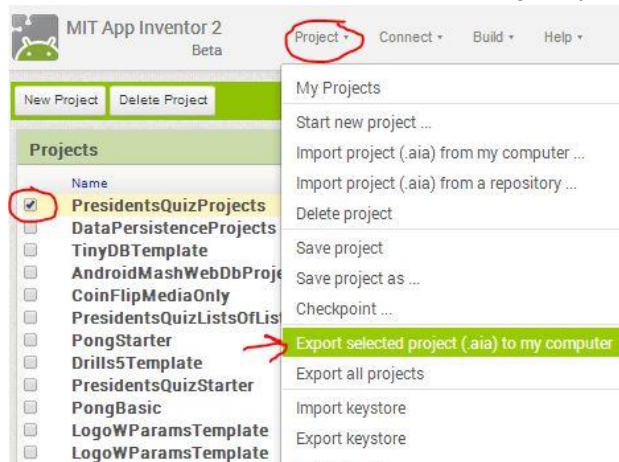 MIT App Inventor 2
Beta
Project Connect Build Help
New Project Delete Project
Projects
Name
PresidentsQuizProjects
DataPersistenceProjects
TinyDBTemplate
AndroidMashWebDbProje
CoinFlipMediaOnly
PresidentsQuizListsOfList
PongStarter
Drills5Template
PresidentsQuizStarter
PongBasic
LogoWParamsTemplate
LogoWParamsTemplate
My Projects
Start new project ...
Import project (.aia) from my computer ...
Import project (.aia) from a repository ...
Delete project
Save project
Save project as ...
Checkpoint ...
Export selected project (.aia) to my computer
Export all projects
Import keystore
Export keystore